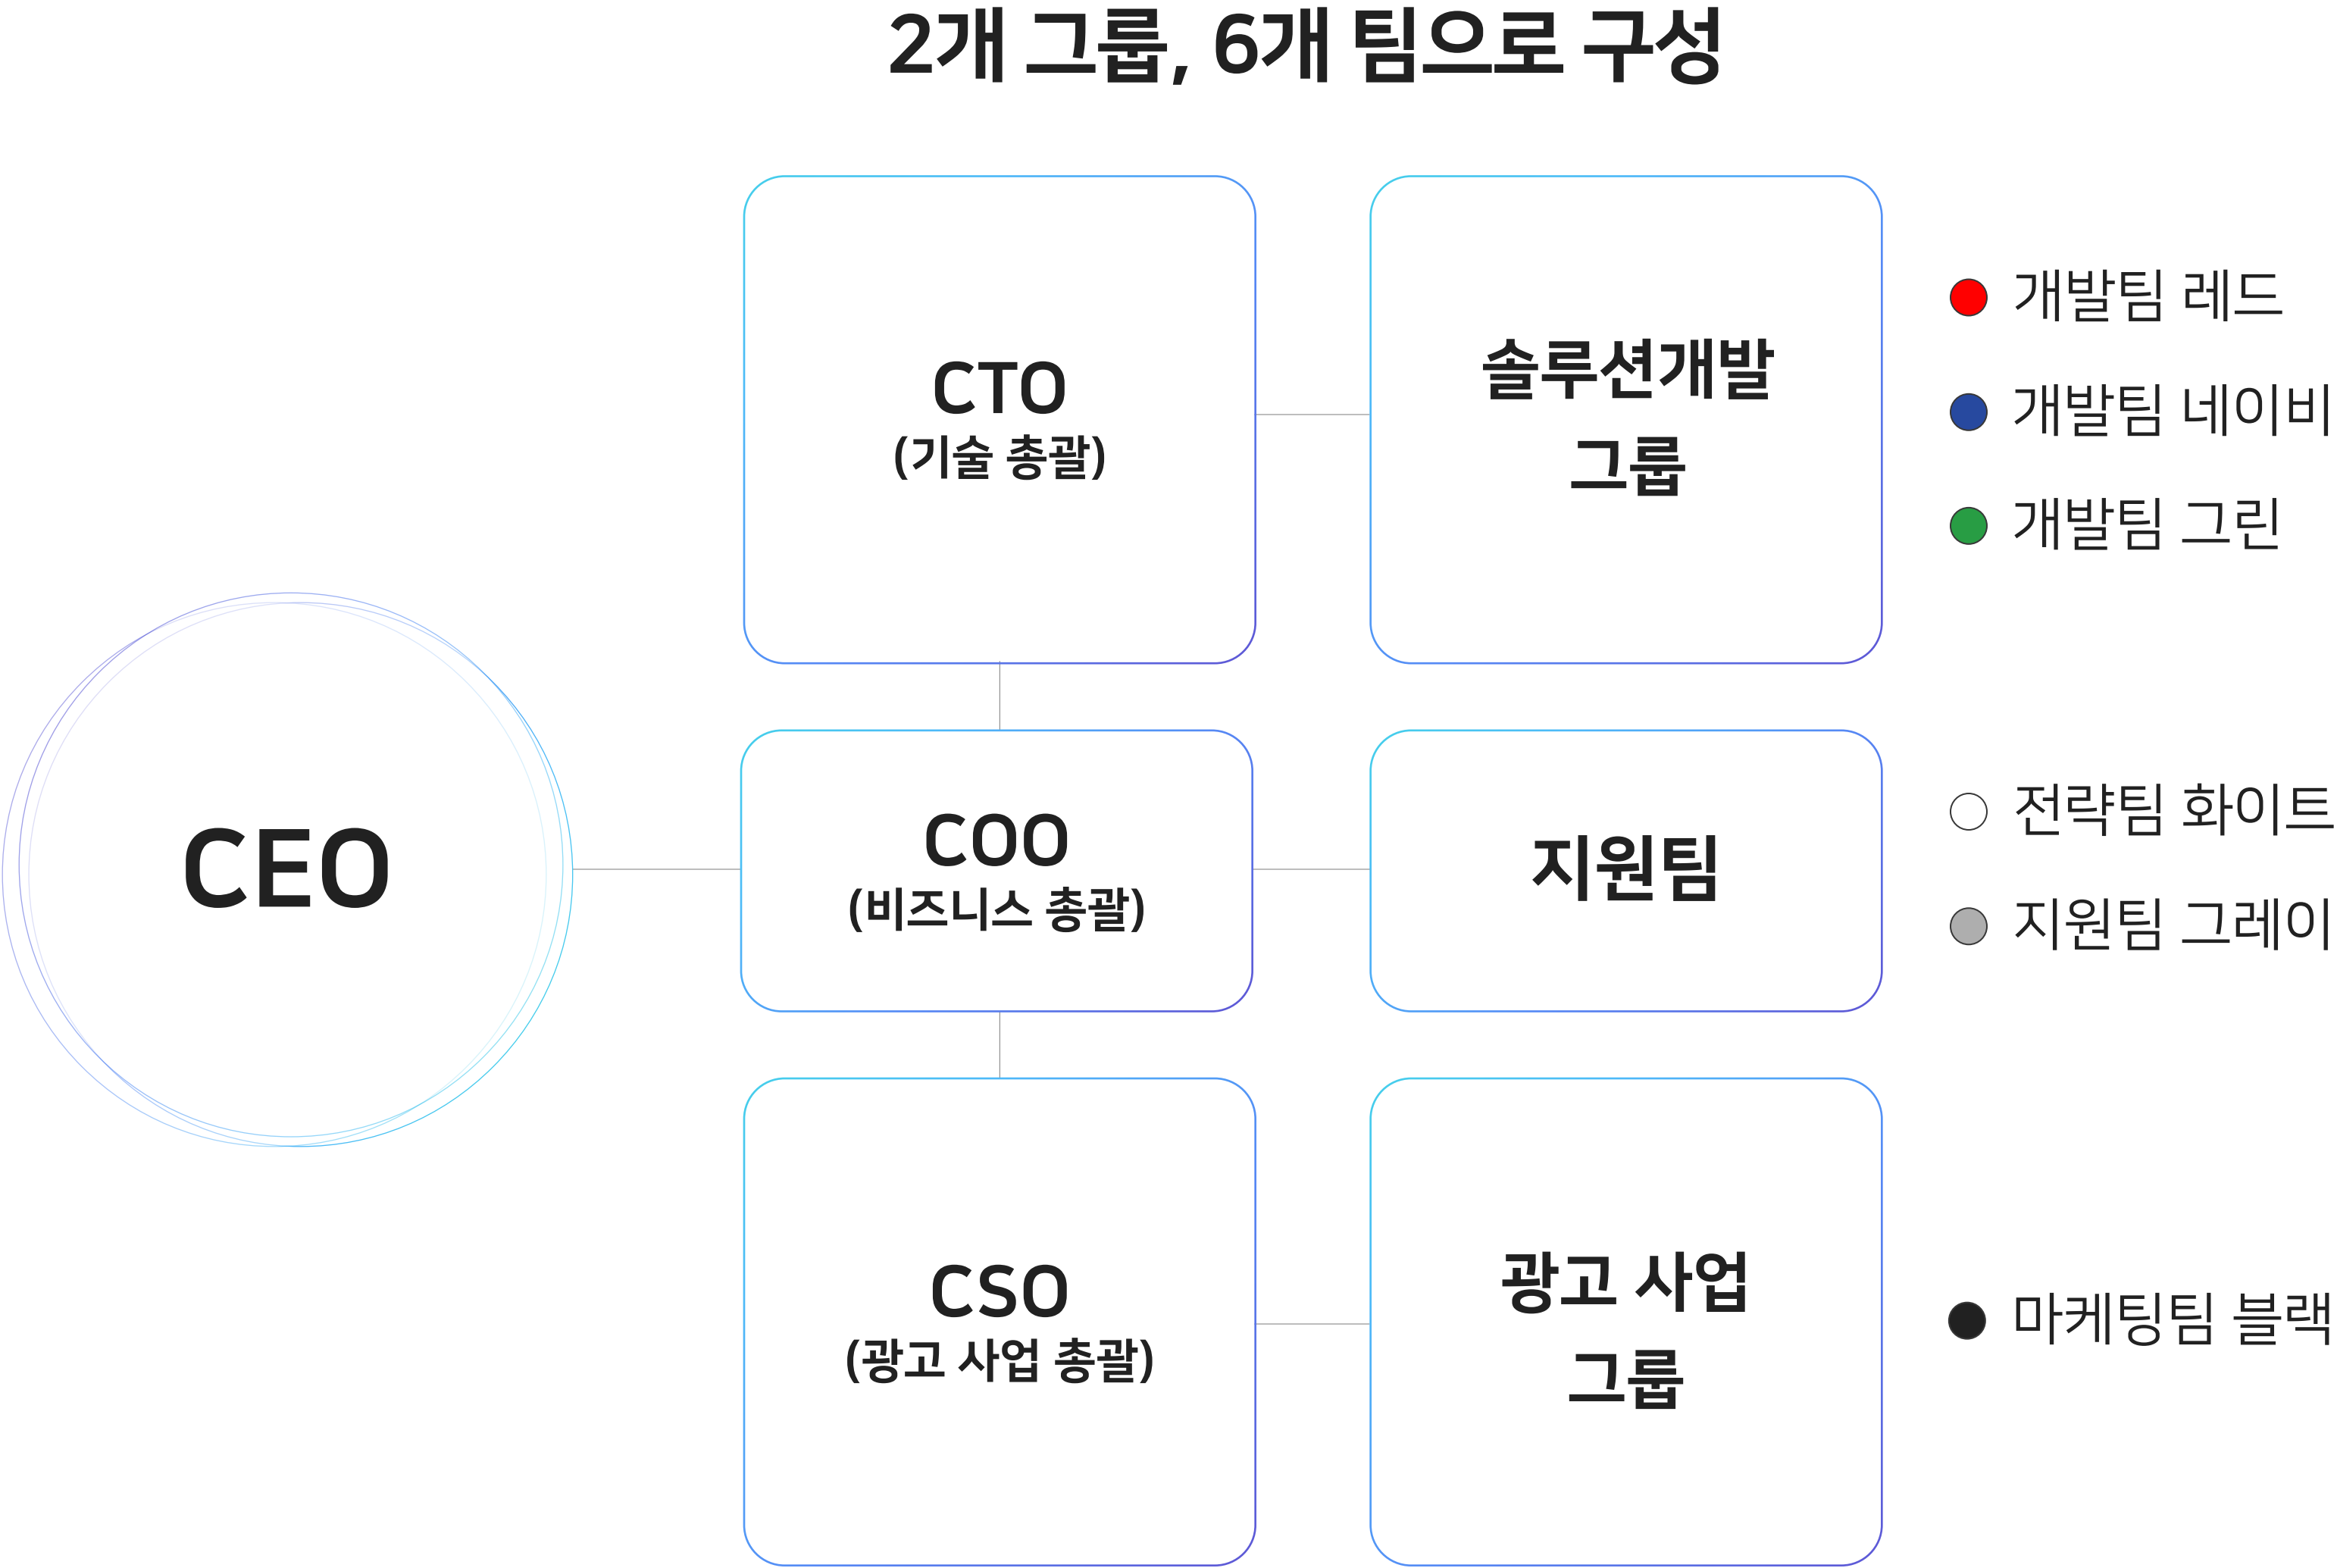 2개 그룹, 6개 팀으로 구성
CEO
CTO
(기술 총괄)
솔루션개발
그룹
개발팀 레드
개발팀 네이비
개발팀 그린
COO
(비즈니스 총괄)
지원팀
전략팀 화이트
지원팀 그레이
CSO
(광고 사업 총괄)
광고 사업
그룹
마케팅팀 블랙